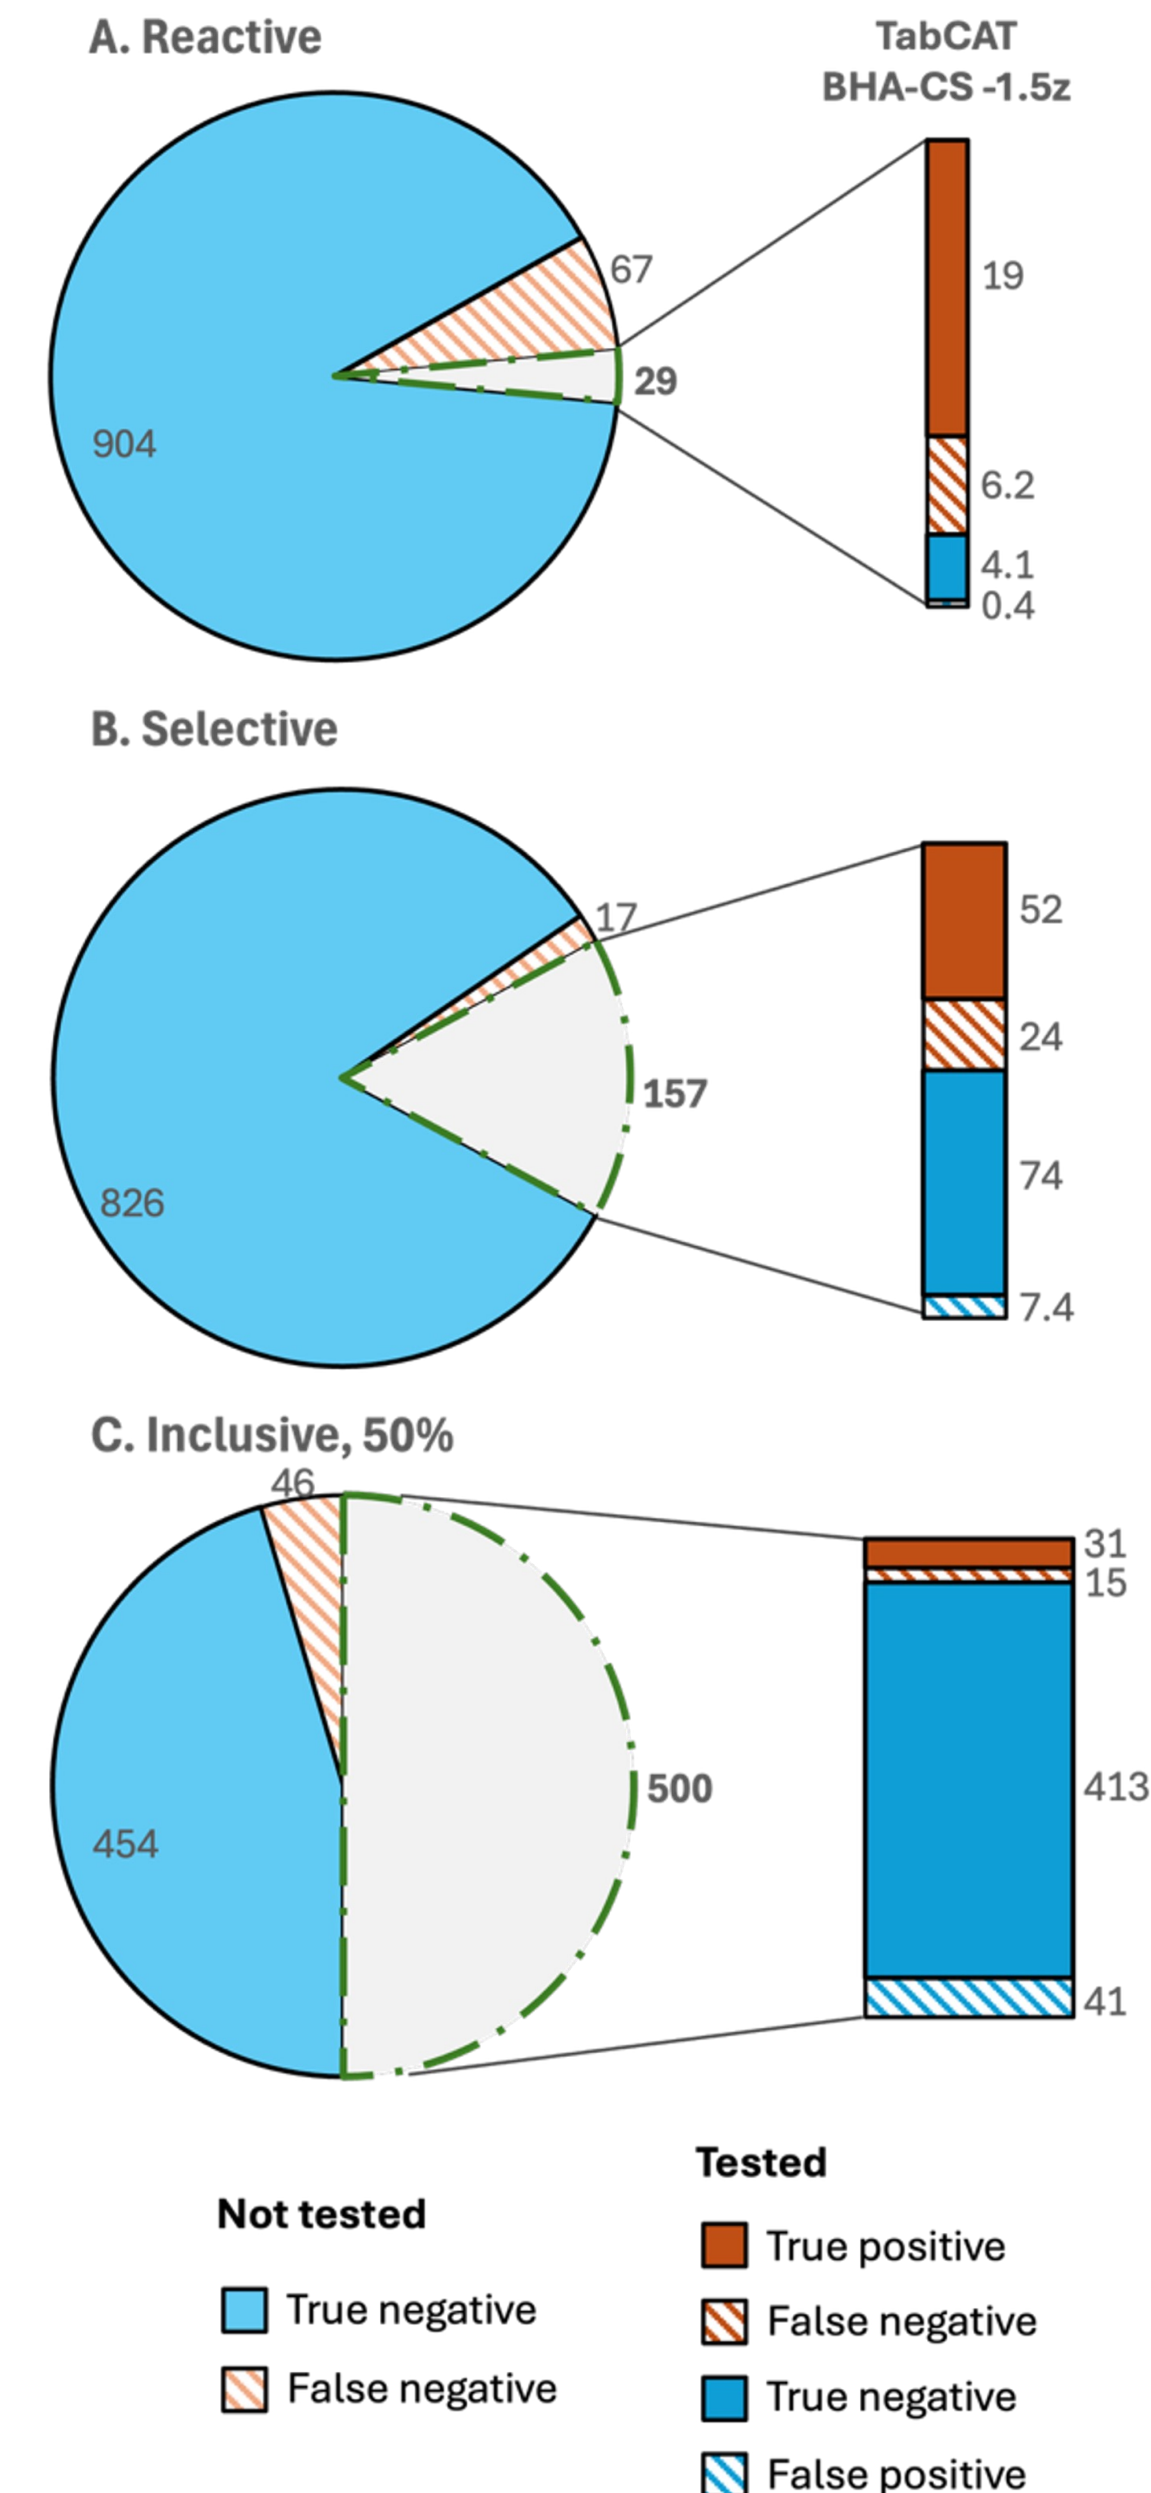 A. Reactive
TabCAT
BHA-CS -1.5z
67
29
904
19
6.2
4.1
0.4
B. Selective
17
157
826
52
24
74
7.4
C. Inclusive, 50%
46
500
454
31
15
413
41
Not tested
True negative
False negative
Tested
True positive
False negative
True negative
False positive